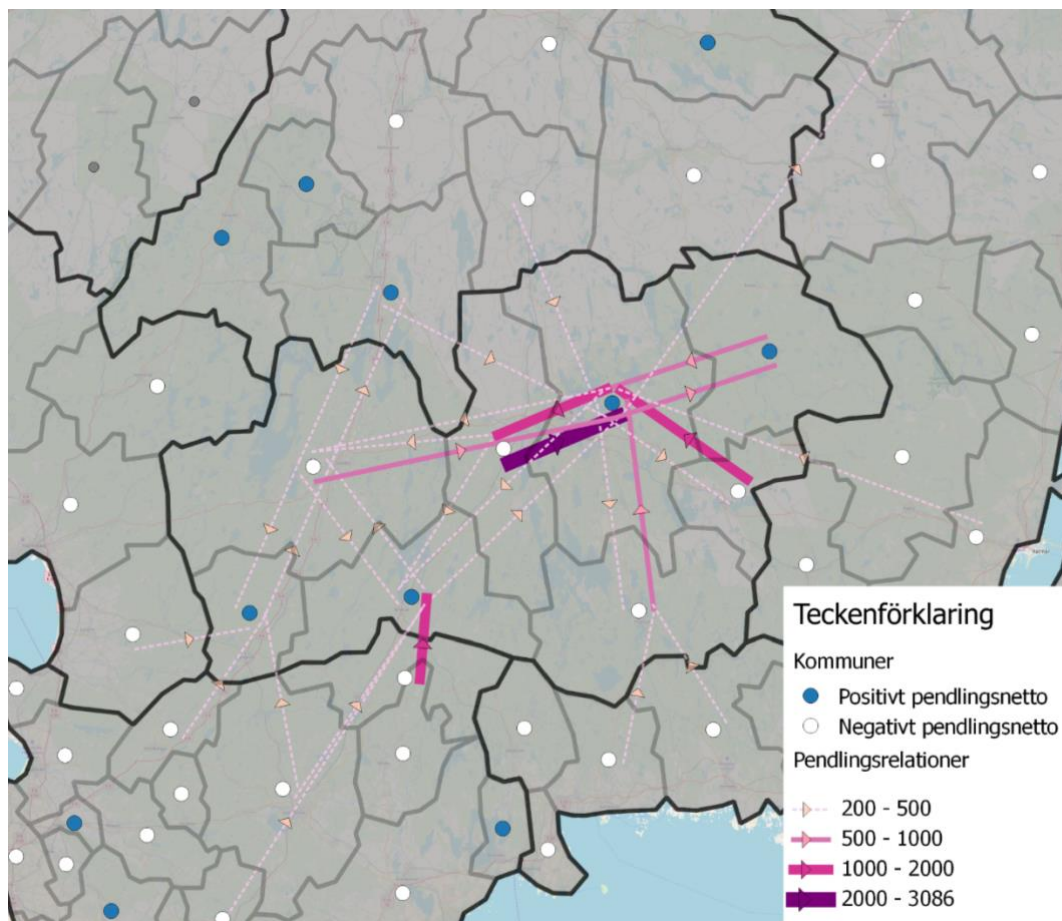 Teckenförklaring
Kommuner
Positivt pendlingsnetto
Negativt pendlingsnetto
Pendlingsrelationer
200 - 500
500 - 1000
1000 - 2000
2000 - 3086